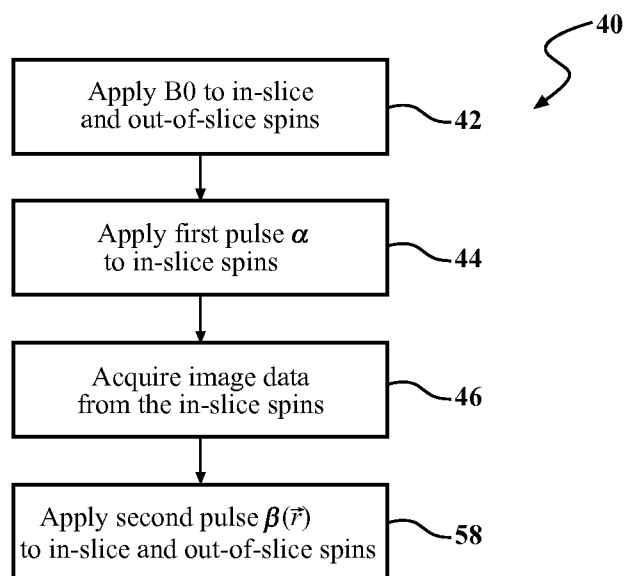 40
Apply B0 to in-slice
and out-of-slice spins
42
Apply first pulse α
to in-slice spins
44
Acquire image data
from the in-slice spins
46
Apply second pulse β(r⃗)
to in-slice and out-of-slice spins
58